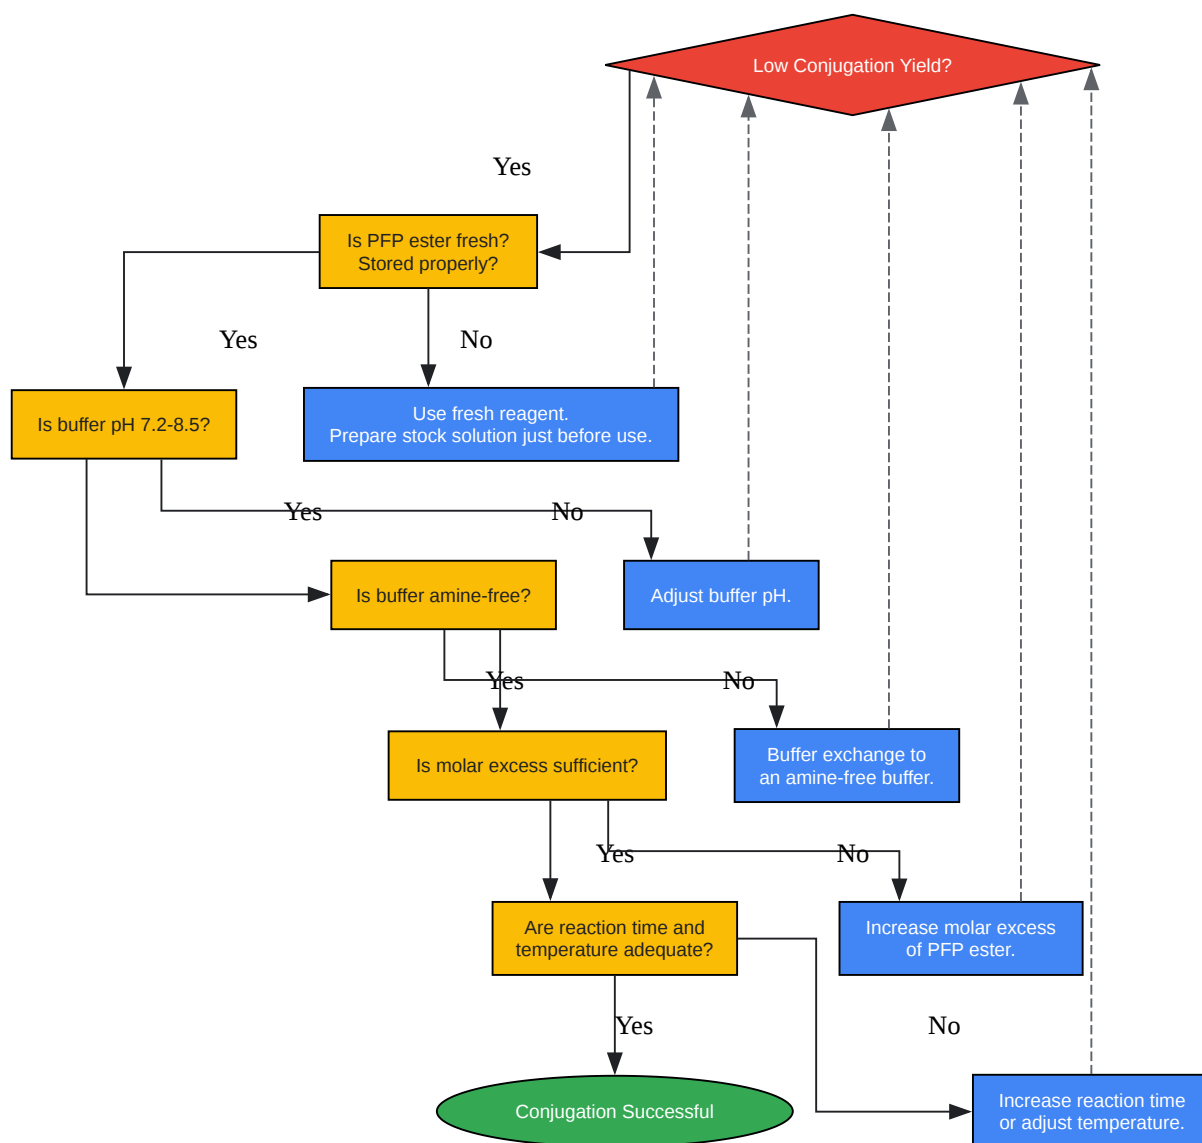 Low Conjugation Yield?
Yes
Is PFP ester fresh?
Stored properly?
Yes
No
Is buffer pH 7.2-8.5?
Use fresh reagent.
Prepare stock solution just before use.
Yes
No
Is buffer amine-free?
Adjust buffer pH.
Yes
No
Is molar excess sufficient?
Buffer exchange to
an amine-free buffer.
Yes
No
Are reaction time and
temperature adequate?
Increase molar excess
of PFP ester.
Yes
No
Conjugation Successful
Increase reaction time
or adjust temperature.